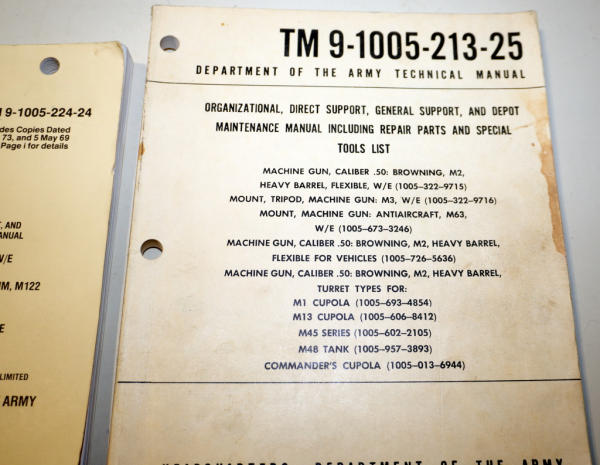 9-1005-224-24
des Copies Dated
73, and 5 May 69
Page i for details
, AND
ANUAL
/E
M, M122
E
LIMITED
ARMY
TM 9-1005-213-25
DEPARTMENT OF THE ARMY TECHNICAL MANUAL
ORGANIZATIONAL, DIRECT SUPPORT, GENERAL SUPPORT, AND DEPOT
MAINTENANCE MANUAL INCLUDING REPAIR PARTS AND SPECIAL
TOOLS LIST
MACHINE GUN, CALIBER .50: BROWNING, M2,
HEAVY BARREL, FLEXIBLE, W/E (1005-322-9715)
MOUNT, TRIPOD, MACHINE GUN: M3, W/E (1005-322-9716)
MOUNT, MACHINE GUN: ANTIAIRCRAFT, M63,
W/E (1005-673-3246)
MACHINE GUN, CALIBER .50: BROWNING, M2, HEAVY BARREL,
FLEXIBLE FOR VEHICLES (1005-726-5636)
MACHINE GUN, CALIBER .50: BROWNING, M2, HEAVY BARREL,
TURRET TYPES FOR:
M1 CUPOLA (1005-693-4854)
M13 CUPOLA (1005-606-8412)
M45 SERIES (1005-602-2105)
M48 TANK (1005-957-3893)
COMMANDER'S CUPOLA (1005-013-6944)
HEADQUARTERS, DEPARTMENT OF THE ARMY